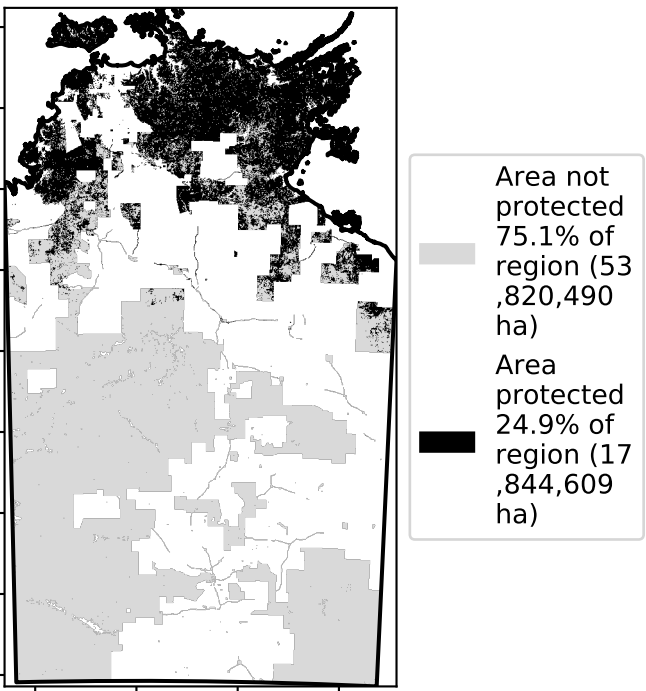 Area not
protected
75.1% of
region (53
,820,490
ha)
Area
protected
24.9% of
region (17
,844,609
ha)